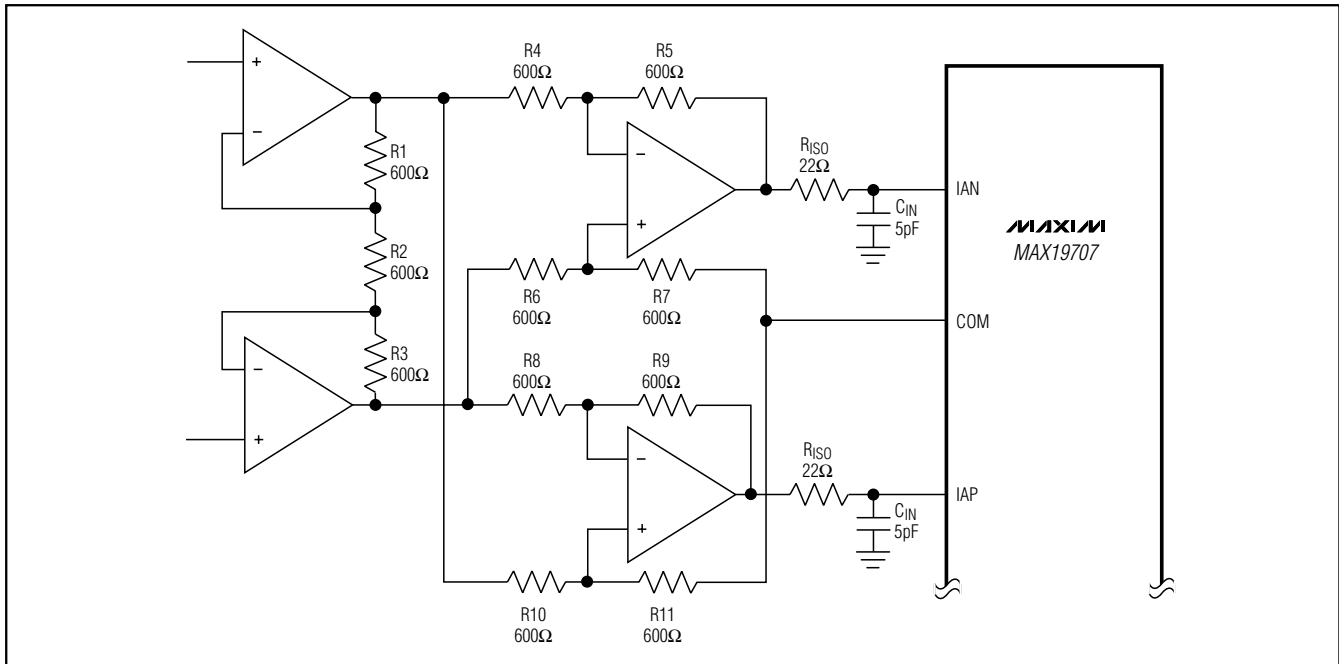 R4
600Ω
R5
600Ω
+
−
R1
600Ω
RISO
22Ω
−
+
IAN
CIN
5pF
MAXIM
MAX19707
R2
600Ω
R6
600Ω
R7
600Ω
COM
R3
600Ω
−
+
R8
600Ω
R9
600Ω
RISO
22Ω
−
+
IAP
CIN
5pF
R10
600Ω
R11
600Ω